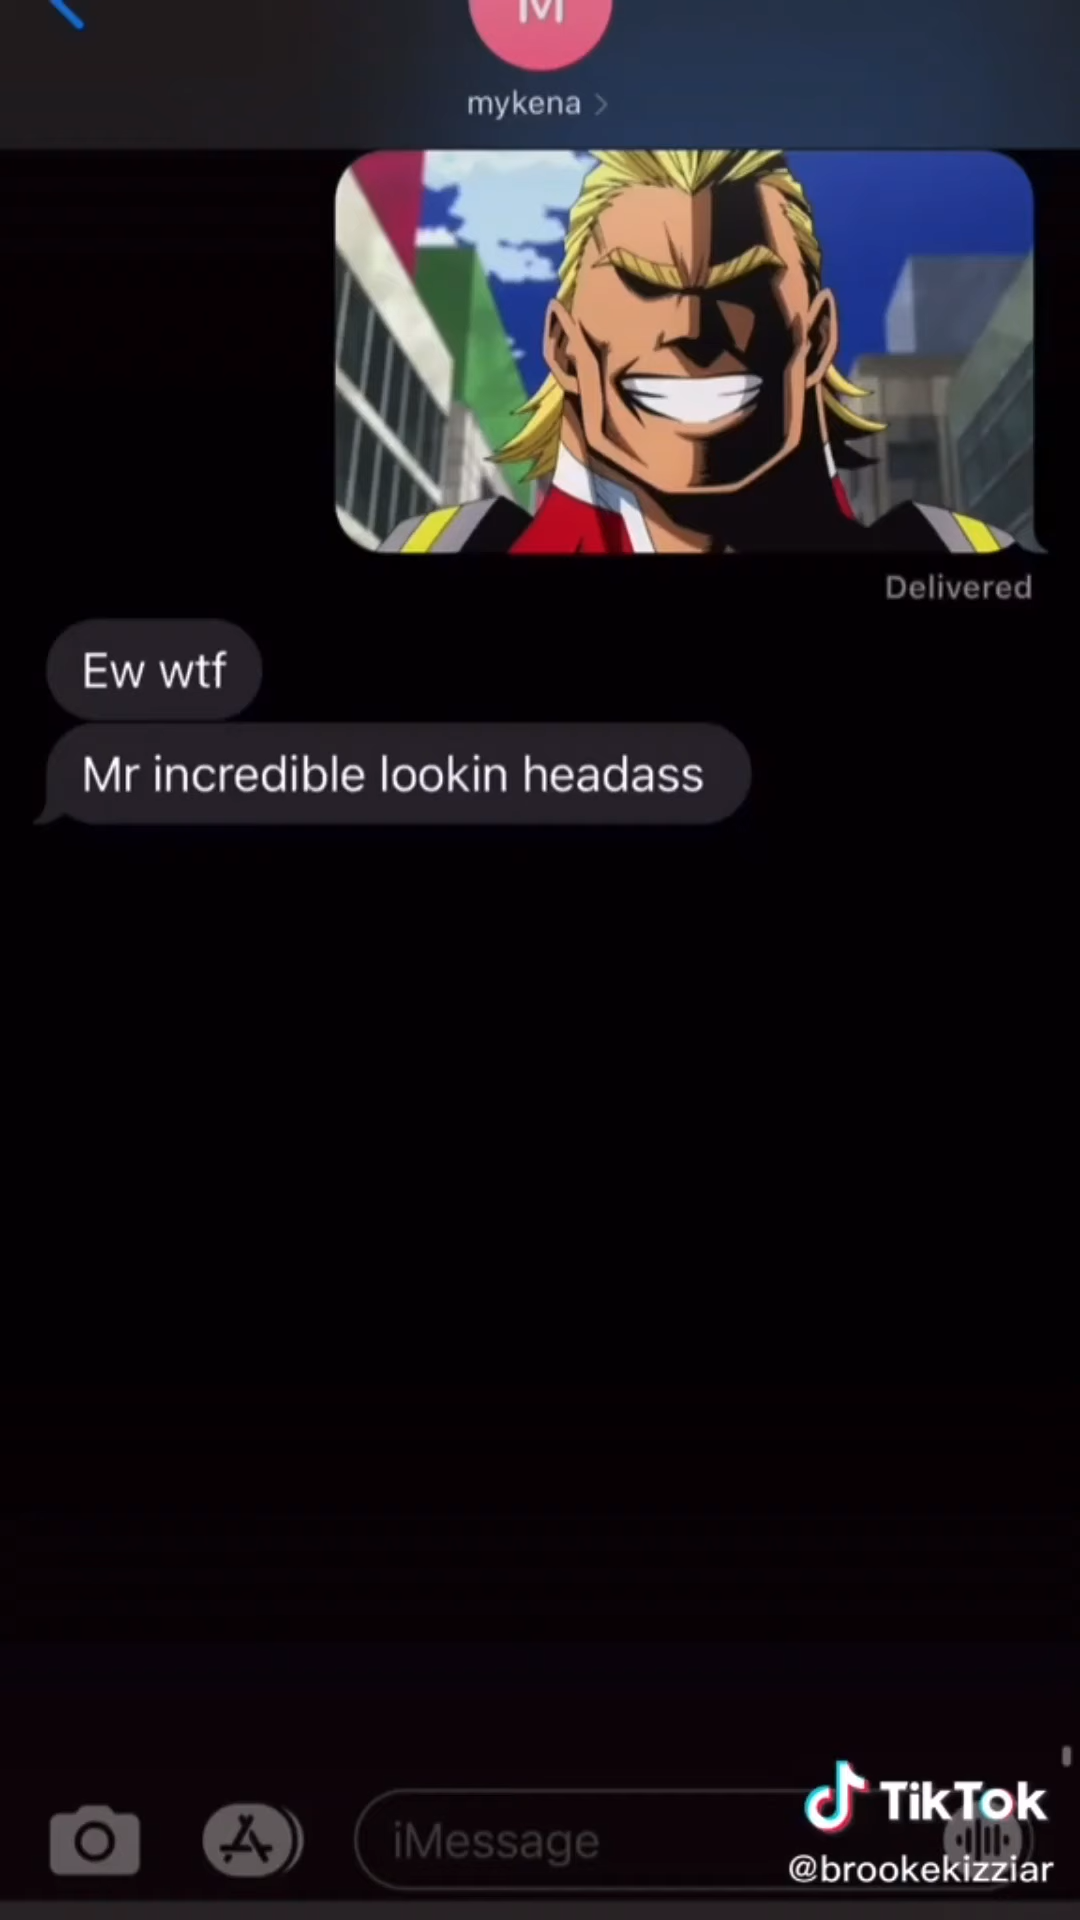 M
mykena
Delivered
Ew wtf
Mr incredible lookin headass
iMessage
TikTok
@brookekizziar